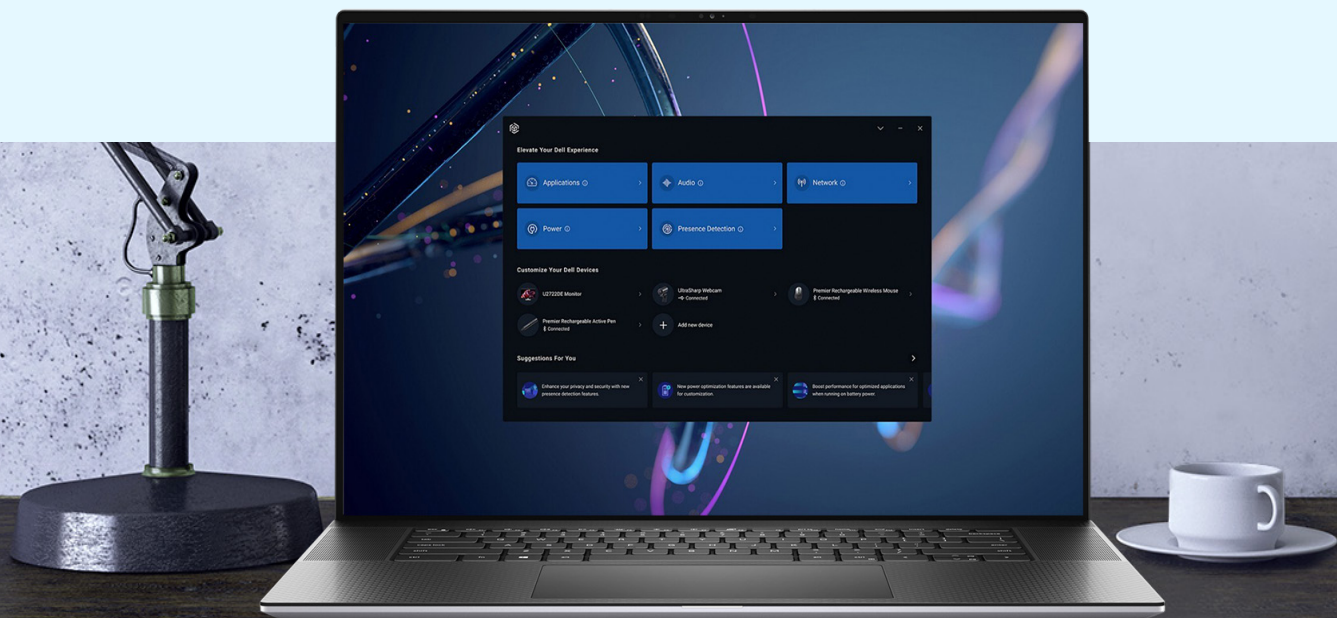 Elevate Your Dell Experience
Applications
Audio
Network
Power
Presence Detection
Customize Your Dell Devices
U2722DE Monitor
UltraSharp Webcam
Connected
Premier Rechargeable Wireless Mouse
Connected
Premier Rechargeable Active Pen
Connected
Add new device
Suggestions For You
Enhance your privacy and security with new
presence detection features.
New power optimization features are available
for customization.
Boost performance for optimized applications
when running on battery power.